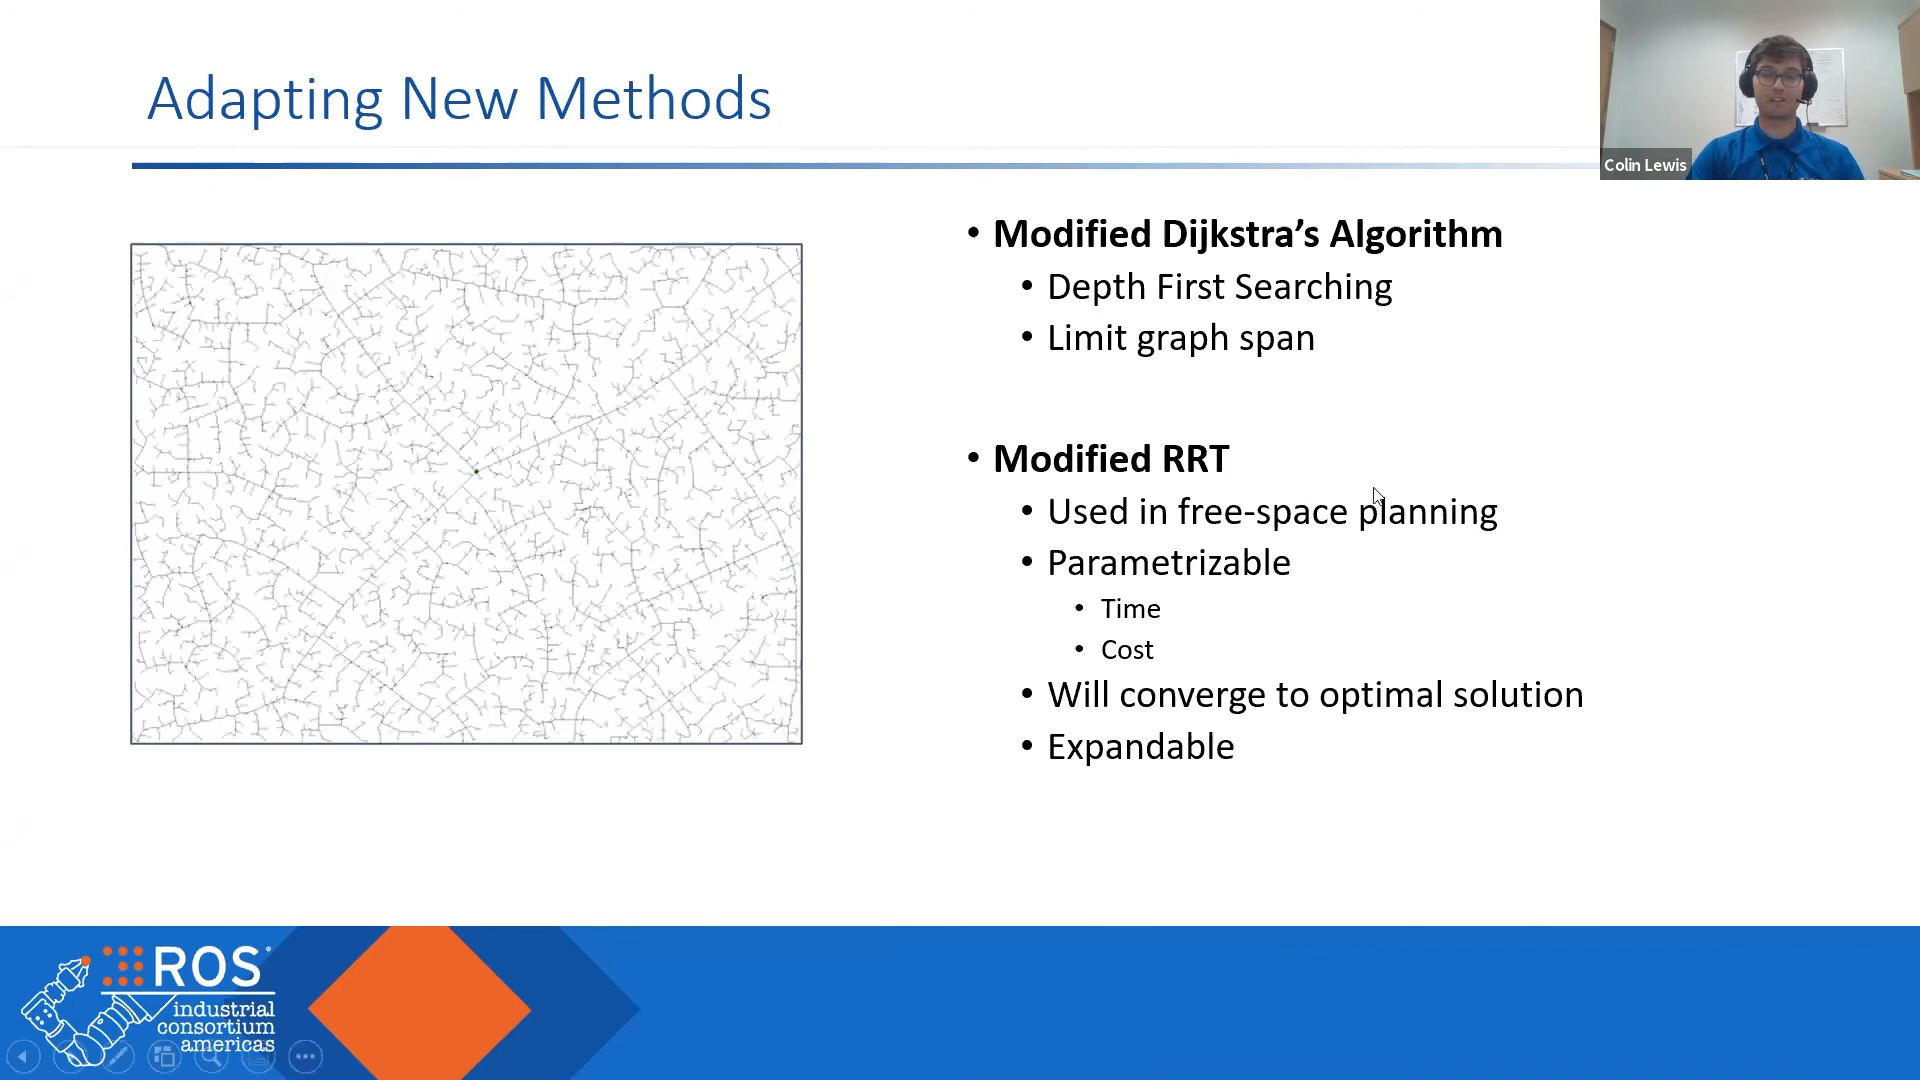 Adapting New Methods
Colin Lewis
• Modified Dijkstra’s Algorithm
• Depth First Searching
• Limit graph span
• Modified RRT
• Used in free-space planning
• Parametrizable
• Time
• Cost
• Will converge to optimal solution
• Expandable
ROS
industrial
consortium
americas